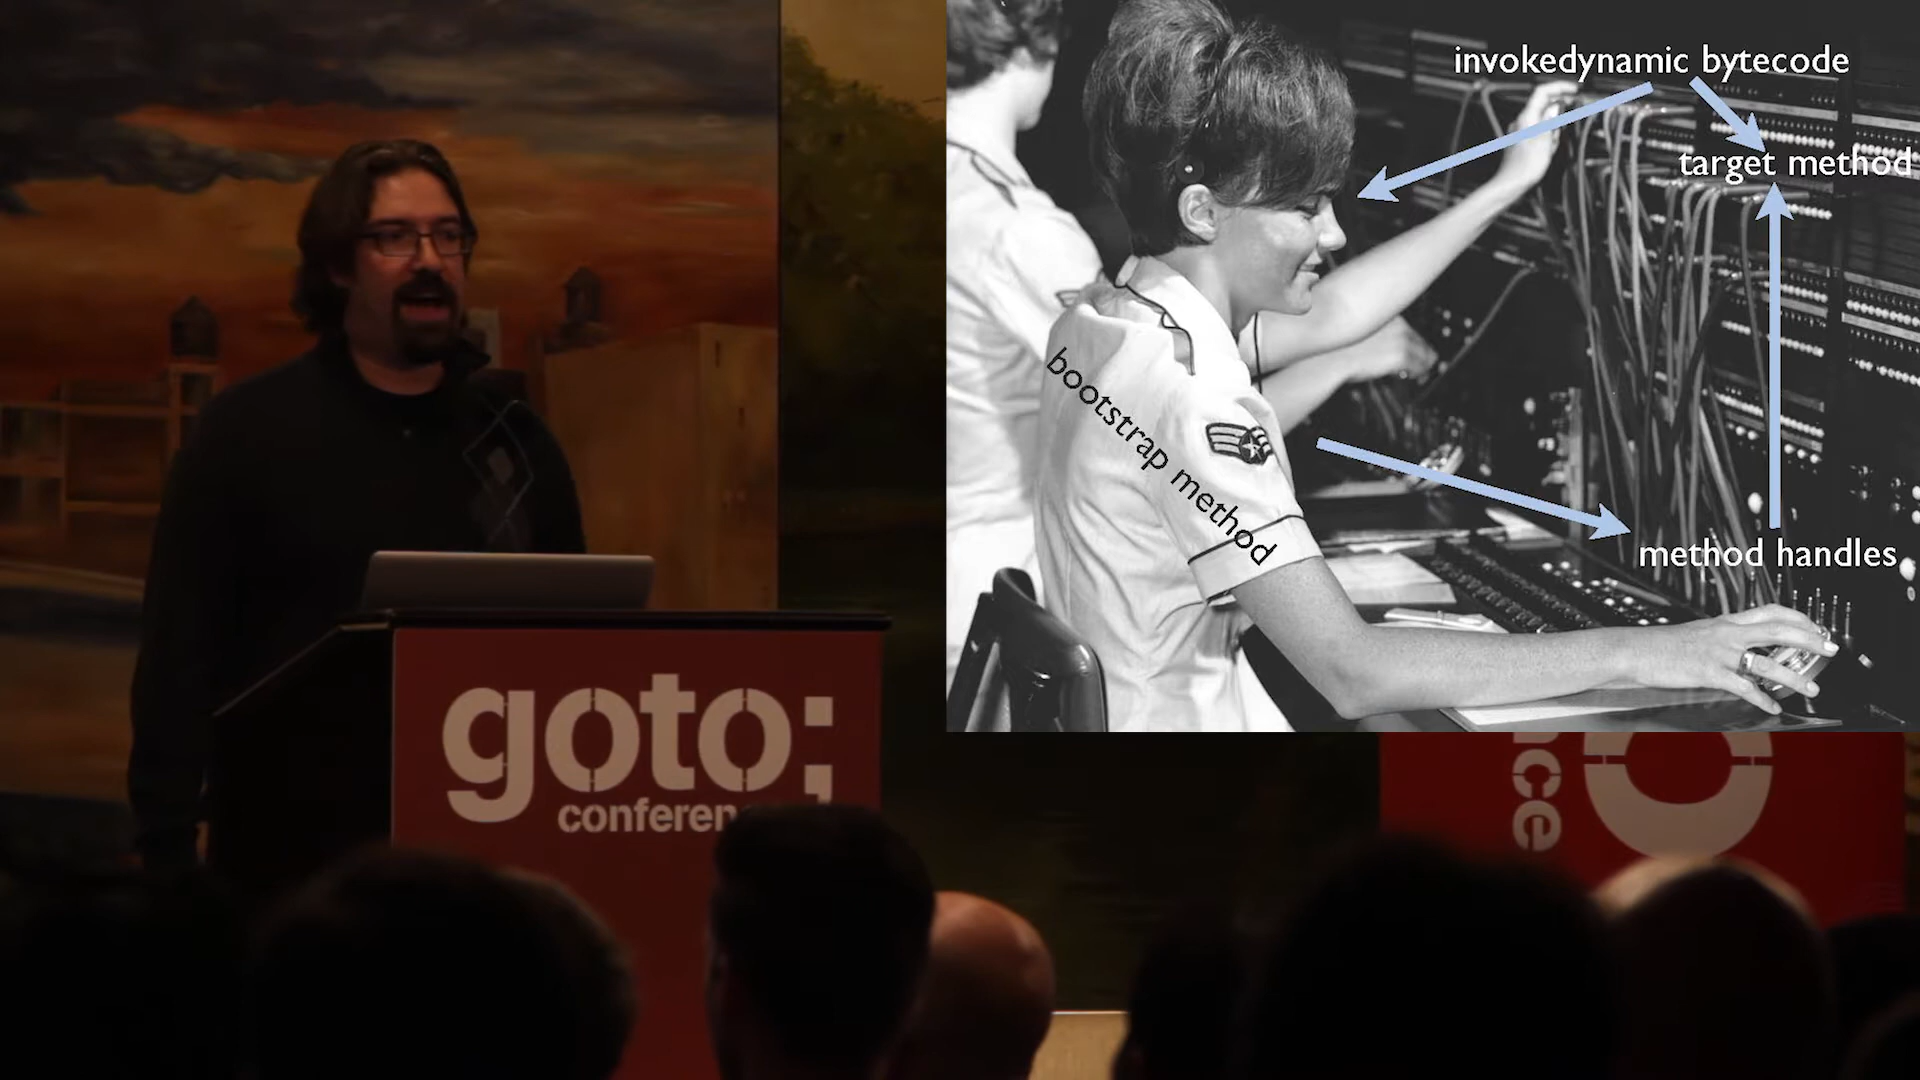 invokedynamic bytecode
target method
bootstrap method
method handles
goto;
conferen
nce